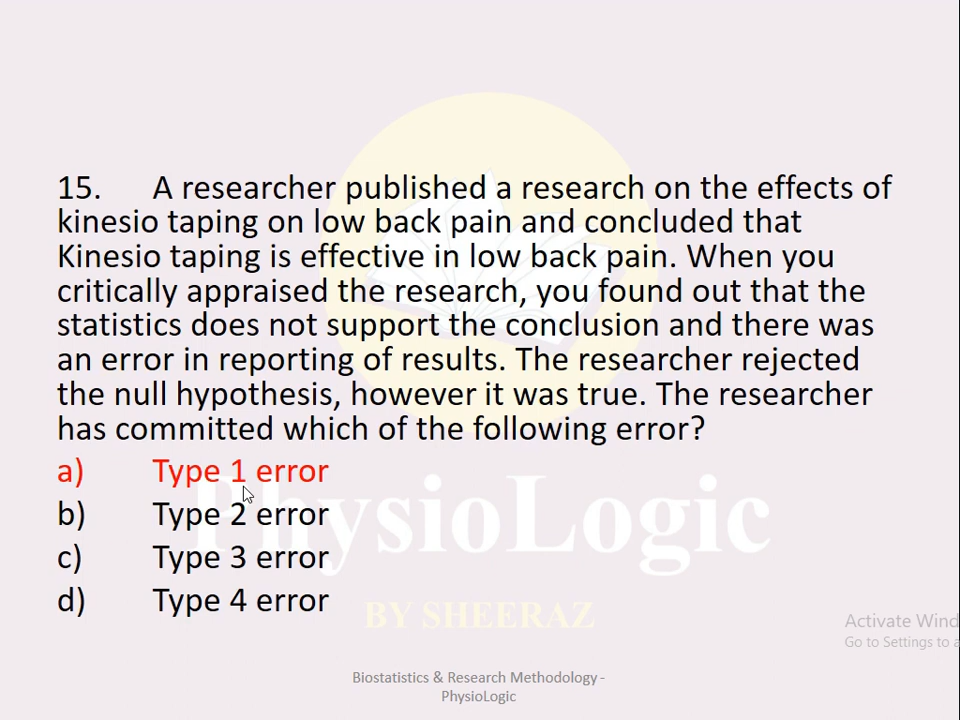 15. A researcher published a research on the effects of
kinesio taping on low back pain and concluded that
Kinesio taping is effective in low back pain. When you
critically appraised the research, you found out that the
statistics does not support the conclusion and there was
an error in reporting of results. The researcher rejected
the null hypothesis, however it was true. The researcher
has committed which of the following error?
a) Type 1 error
b) Type 2 error
c) Type 3 error
d) Type 4 error
PhysioLogic
BY SHEERAZ
Activate Wind
Go to Settings to a
Biostatistics & Research Methodology -
PhysioLogic